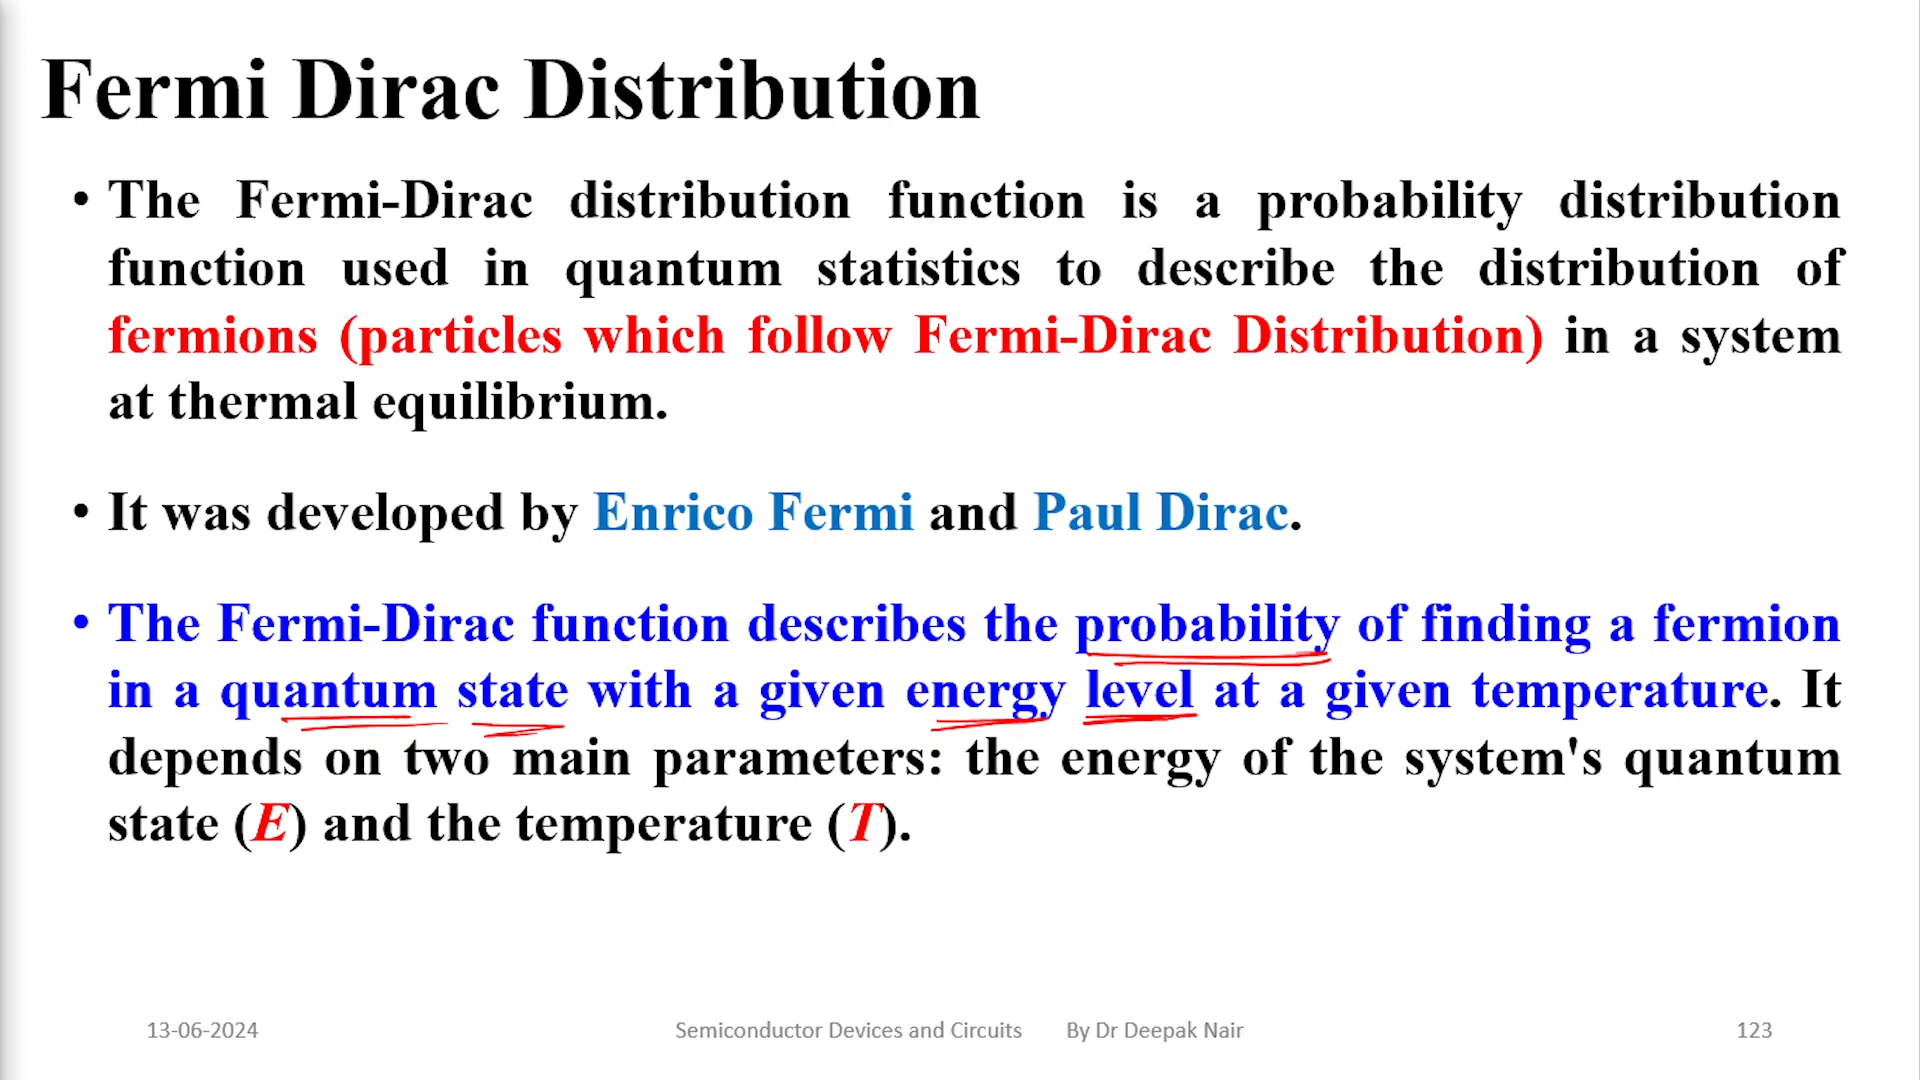 Fermi Dirac Distribution
• The Fermi-Dirac distribution function is a probability distribution
function used in quantum statistics to describe the distribution of
fermions (particles which follow Fermi-Dirac Distribution) in a system
at thermal equilibrium.
• It was developed by Enrico Fermi and Paul Dirac.
• The Fermi-Dirac function describes the probability of finding a fermion
in a quantum state with a given energy level at a given temperature. It
depends on two main parameters: the energy of the system's quantum
state (E) and the temperature (T).
13-06-2024 Semiconductor Devices and Circuits By Dr Deepak Nair 123